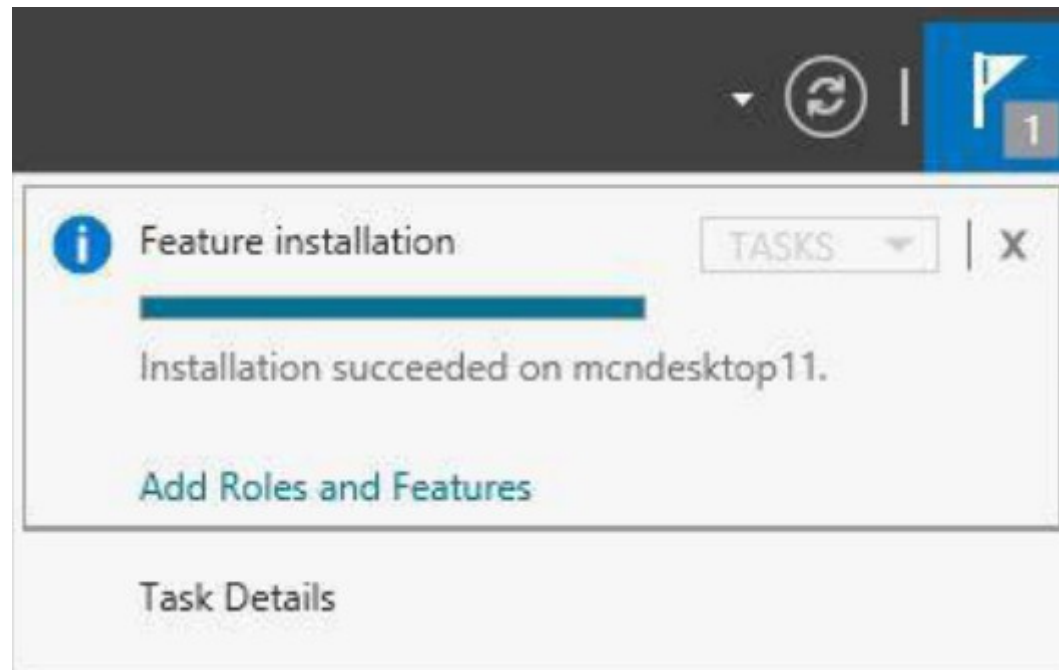 1
Feature installation
TASKS
X
Installation succeeded on mcndesktop11.
Add Roles and Features
Task Details